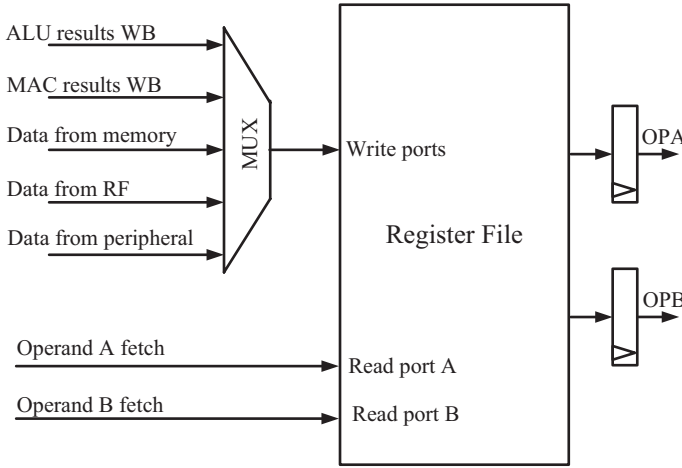 ALU results WB
MAC results WB
Data from memory
Data from RF
Data from peripheral
MUX
Write ports
Register File
OPA
OPB
Operand A fetch
Read port A
Operand B fetch
Read port B